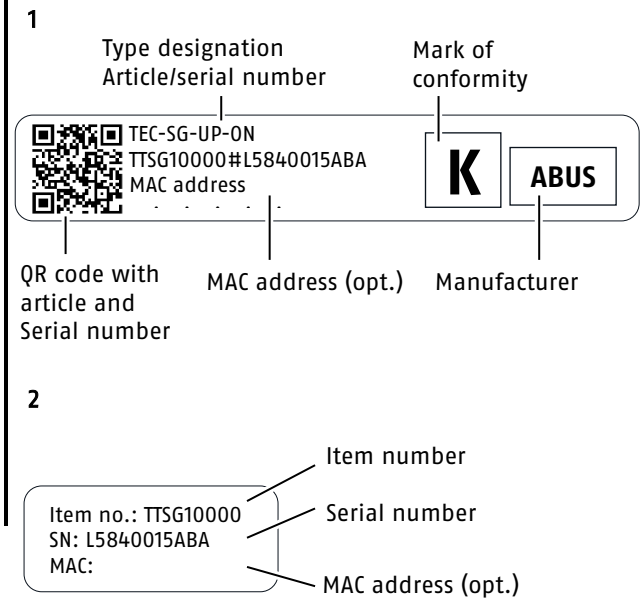 1
Type designation
Article/serial number
Mark of
conformity
TEC-SG-UP-ON
TTSG10000#L5840015ABA
MAC address
. . . . .
K
ABUS
QR code with
article and
Serial number
MAC address (opt.)
Manufacturer
2
Item number
Item no.: TTSG10000
SN: L5840015ABA
MAC:
Serial number
MAC address (opt.)